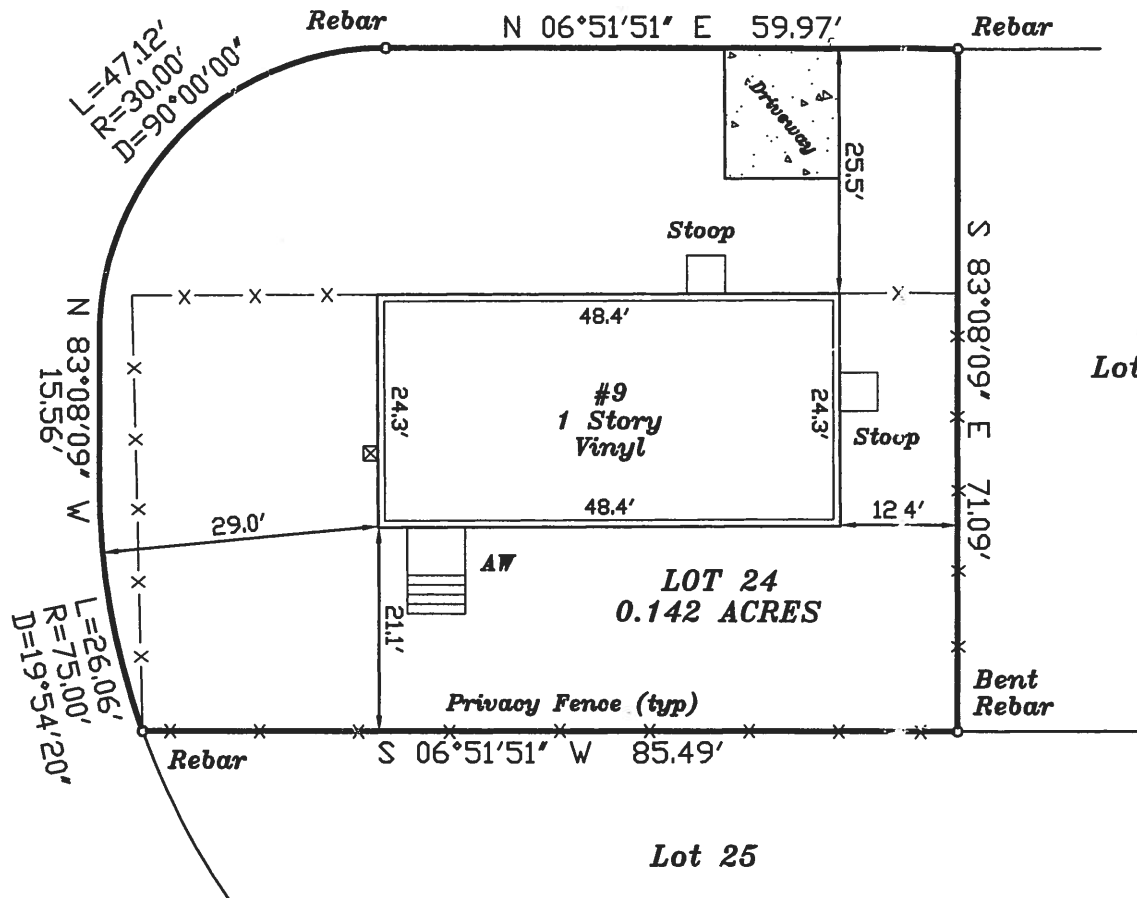 Rebar
N 06°51'51" E 59.97'
Rebar
L=47.12'
R=30.00'
D=90°00'00"
Driveway
25.5'
Stoop
S 83°08'09" E 71.09'
N 83°08'09" W
15.56'
48.4'
24.3'
#9
1 Story
Vinyl
24.3'
Stoop
Lot
48.4'
29.0'
12 4'
AW
LOT 24
0.142 ACRES
21.1'
L=26.06'
R=75.00'
D=19°54'20"
Privacy Fence (typ)
Bent
Rebar
Rebar
S 06°51'51" W 85.49'
Lot 25